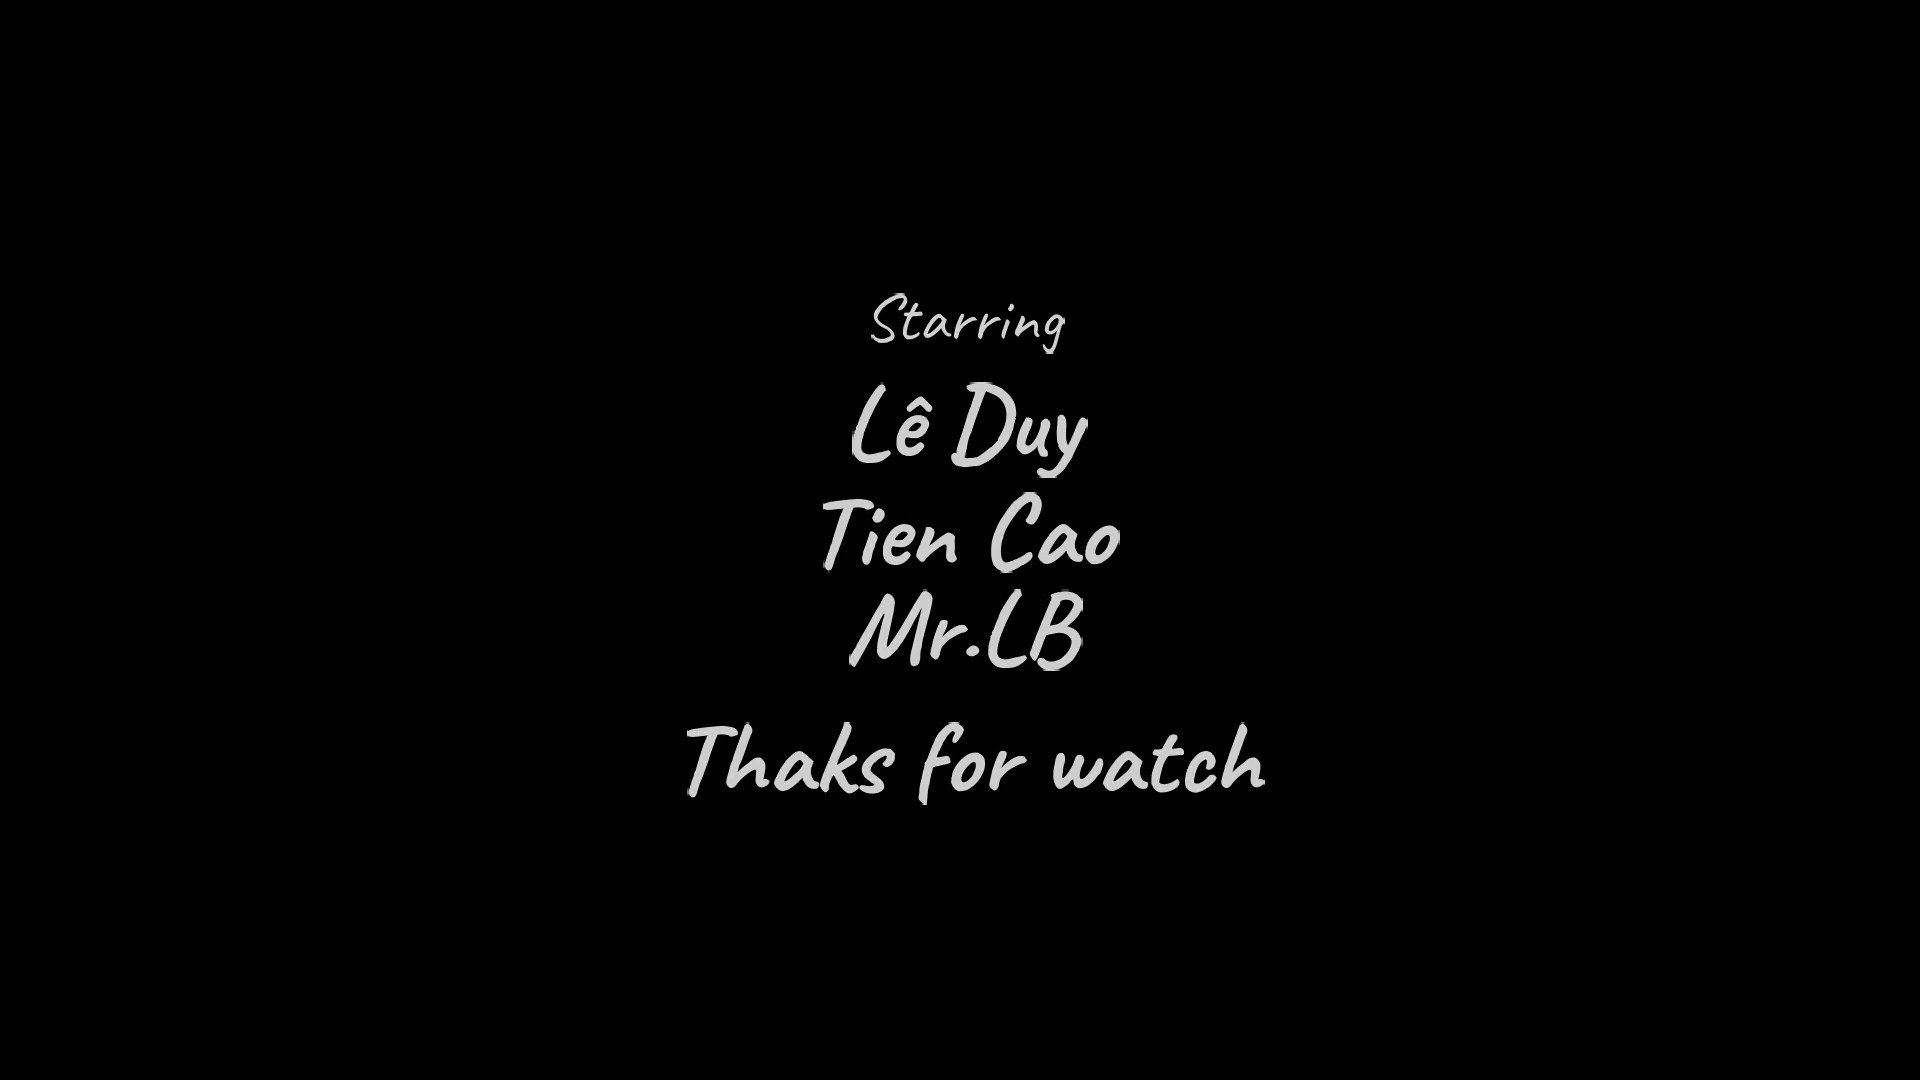 Starring
Lê Duy
Tien Cao
Mr.LB
Thaks for watch